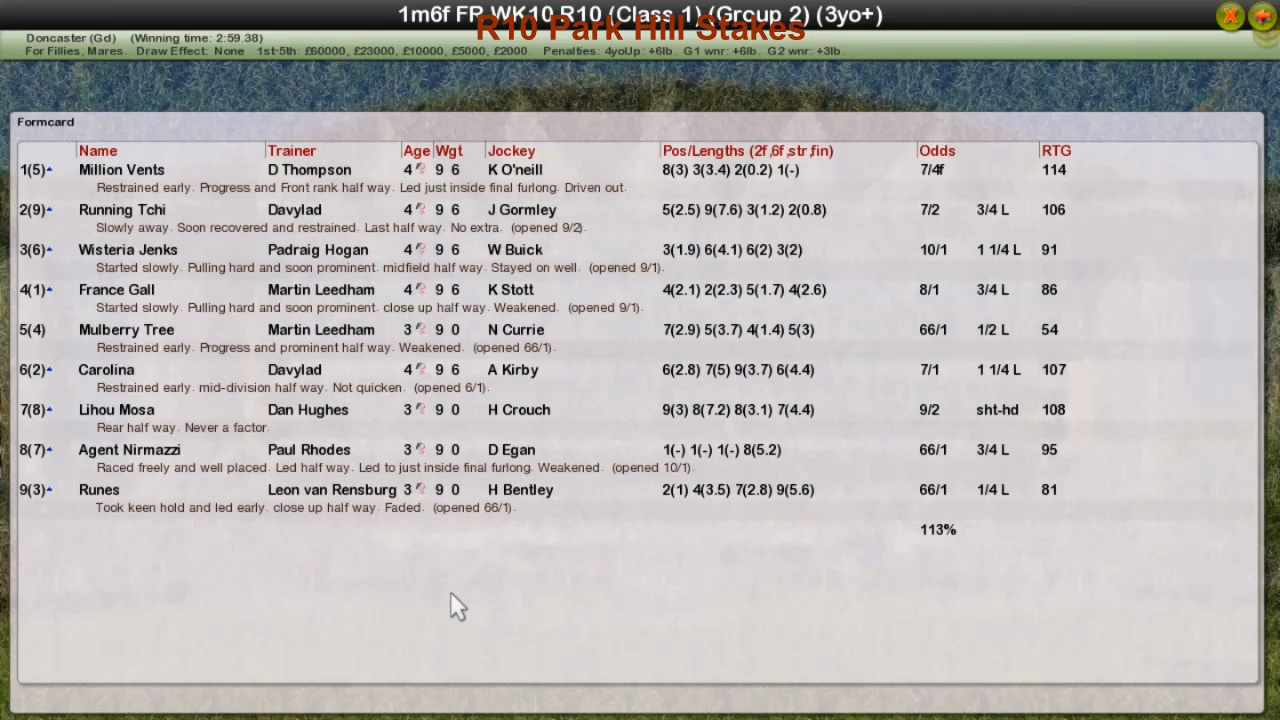 1m6f FR WK10 R10 (Class 1) (Group 2) (3yo+)
R10 Park Hill Stakes
Doncaster (Gd) (Winning time: 2:59.38)
For Fillies, Mares. Draw Effect: None 1st-5th: £60000, £23000, £10000, £5000, £2000. Penalties: 4yoUp: +6lb. G1 wnr: +6lb, G2 wnr: +3lb.
Formcard
Name Trainer Age Wgt Jockey Pos/Lengths (2f,6f,str,fin) Odds RTG
1(5) Million Vents D Thompson 4 9 6 K O'neill 8(3) 3(3.4) 2(0.2) 1(-) 7/4f 114
Restrained early. Progress and Front rank half way. Led just inside final furlong. Driven out.
2(9) Running Tchi Davylad 4 9 6 J Gormley 5(2.5) 9(7.6) 3(1.2) 2(0.8) 7/2 3/4 L 106
Slowly away. Soon recovered and restrained. Last half way. No extra. (opened 9/2).
3(6) Wisteria Jenks Padraig Hogan 4 9 6 W Buick 3(1.9) 6(4.1) 6(2) 3(2) 10/1 1 1/4 L 91
Started slowly. Pulling hard and soon prominent. midfield half way. Stayed on well. (opened 9/1).
4(1) France Gall Martin Leedham 4 9 6 K Stott 4(2.1) 2(2.3) 5(1.7) 4(2.6) 8/1 3/4 L 86
Started slowly. Pulling hard and soon prominent. close up half way. Weakened. (opened 9/1).
5(4) Mulberry Tree Martin Leedham 3 9 0 N Currie 7(2.9) 5(3.7) 4(1.4) 5(3) 66/1 1/2 L 54
Restrained early. Progress and prominent half way. Weakened. (opened 66/1).
6(2) Carolina Davylad 4 9 6 A Kirby 6(2.8) 7(5) 9(3.7) 6(4.4) 7/1 1 1/4 L 107
Restrained early. mid-division half way. Not quicken. (opened 6/1).
7(8) Lihou Mosa Dan Hughes 3 9 0 H Crouch 9(3) 8(7.2) 8(3.1) 7(4.4) 9/2 sht-hd 108
Rear half way. Never a factor.
8(7) Agent Nirmazzi Paul Rhodes 3 9 0 D Egan 1(-) 1(-) 1(-) 8(5.2) 66/1 3/4 L 95
Raced freely and well placed. Led half way. Led to just inside final furlong. Weakened. (opened 10/1).
9(3) Runes Leon van Rensburg 3 9 0 H Bentley 2(1) 4(3.5) 7(2.8) 9(5.6) 66/1 1/4 L 81
Took keen hold and led early. close up half way. Faded. (opened 66/1).
113%